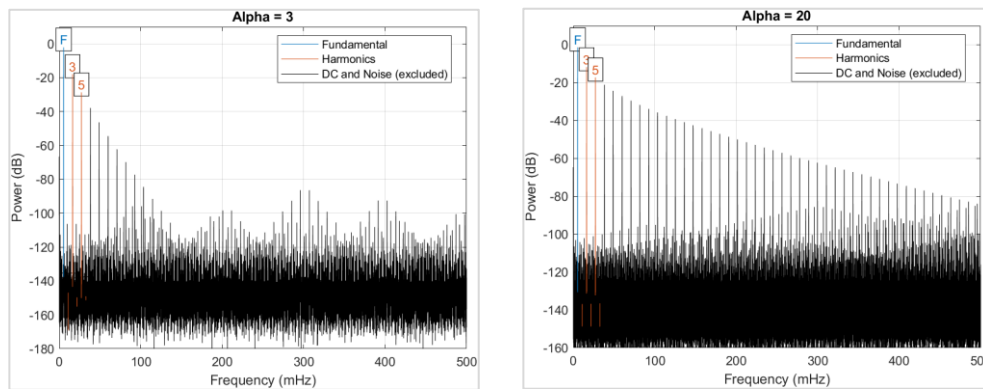 Alpha = 3
F
3
5
Fundamental
Harmonics
DC and Noise (excluded)
0
-20
-40
-60
-80
-100
-120
-140
-160
-180
Power (dB)
0
100
200
300
400
500
Frequency (mHz)
Alpha = 20
F
3
5
Fundamental
Harmonics
DC and Noise (excluded)
0
-20
-40
-60
-80
-100
-120
-140
-160
Power (dB)
0
100
200
300
400
Frequency (mHz)